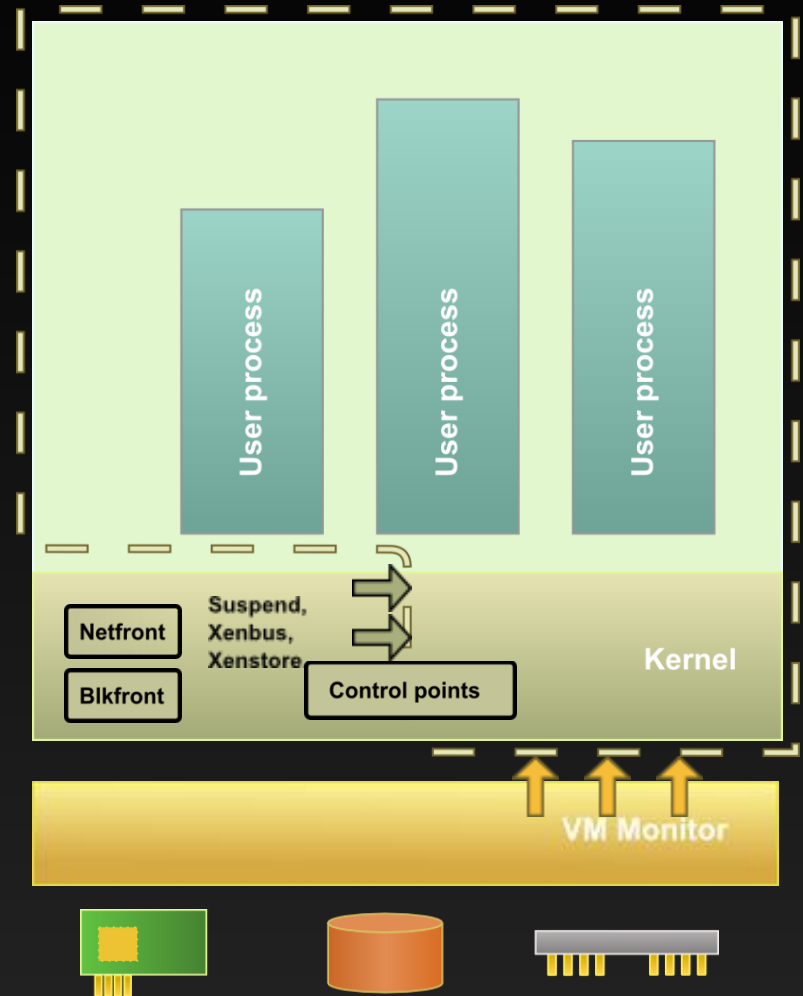 User process
User process
User process
Suspend,
Xenbus,
Xenstore
Netfront
Blkfront
Control points
Kernel
VM Monitor